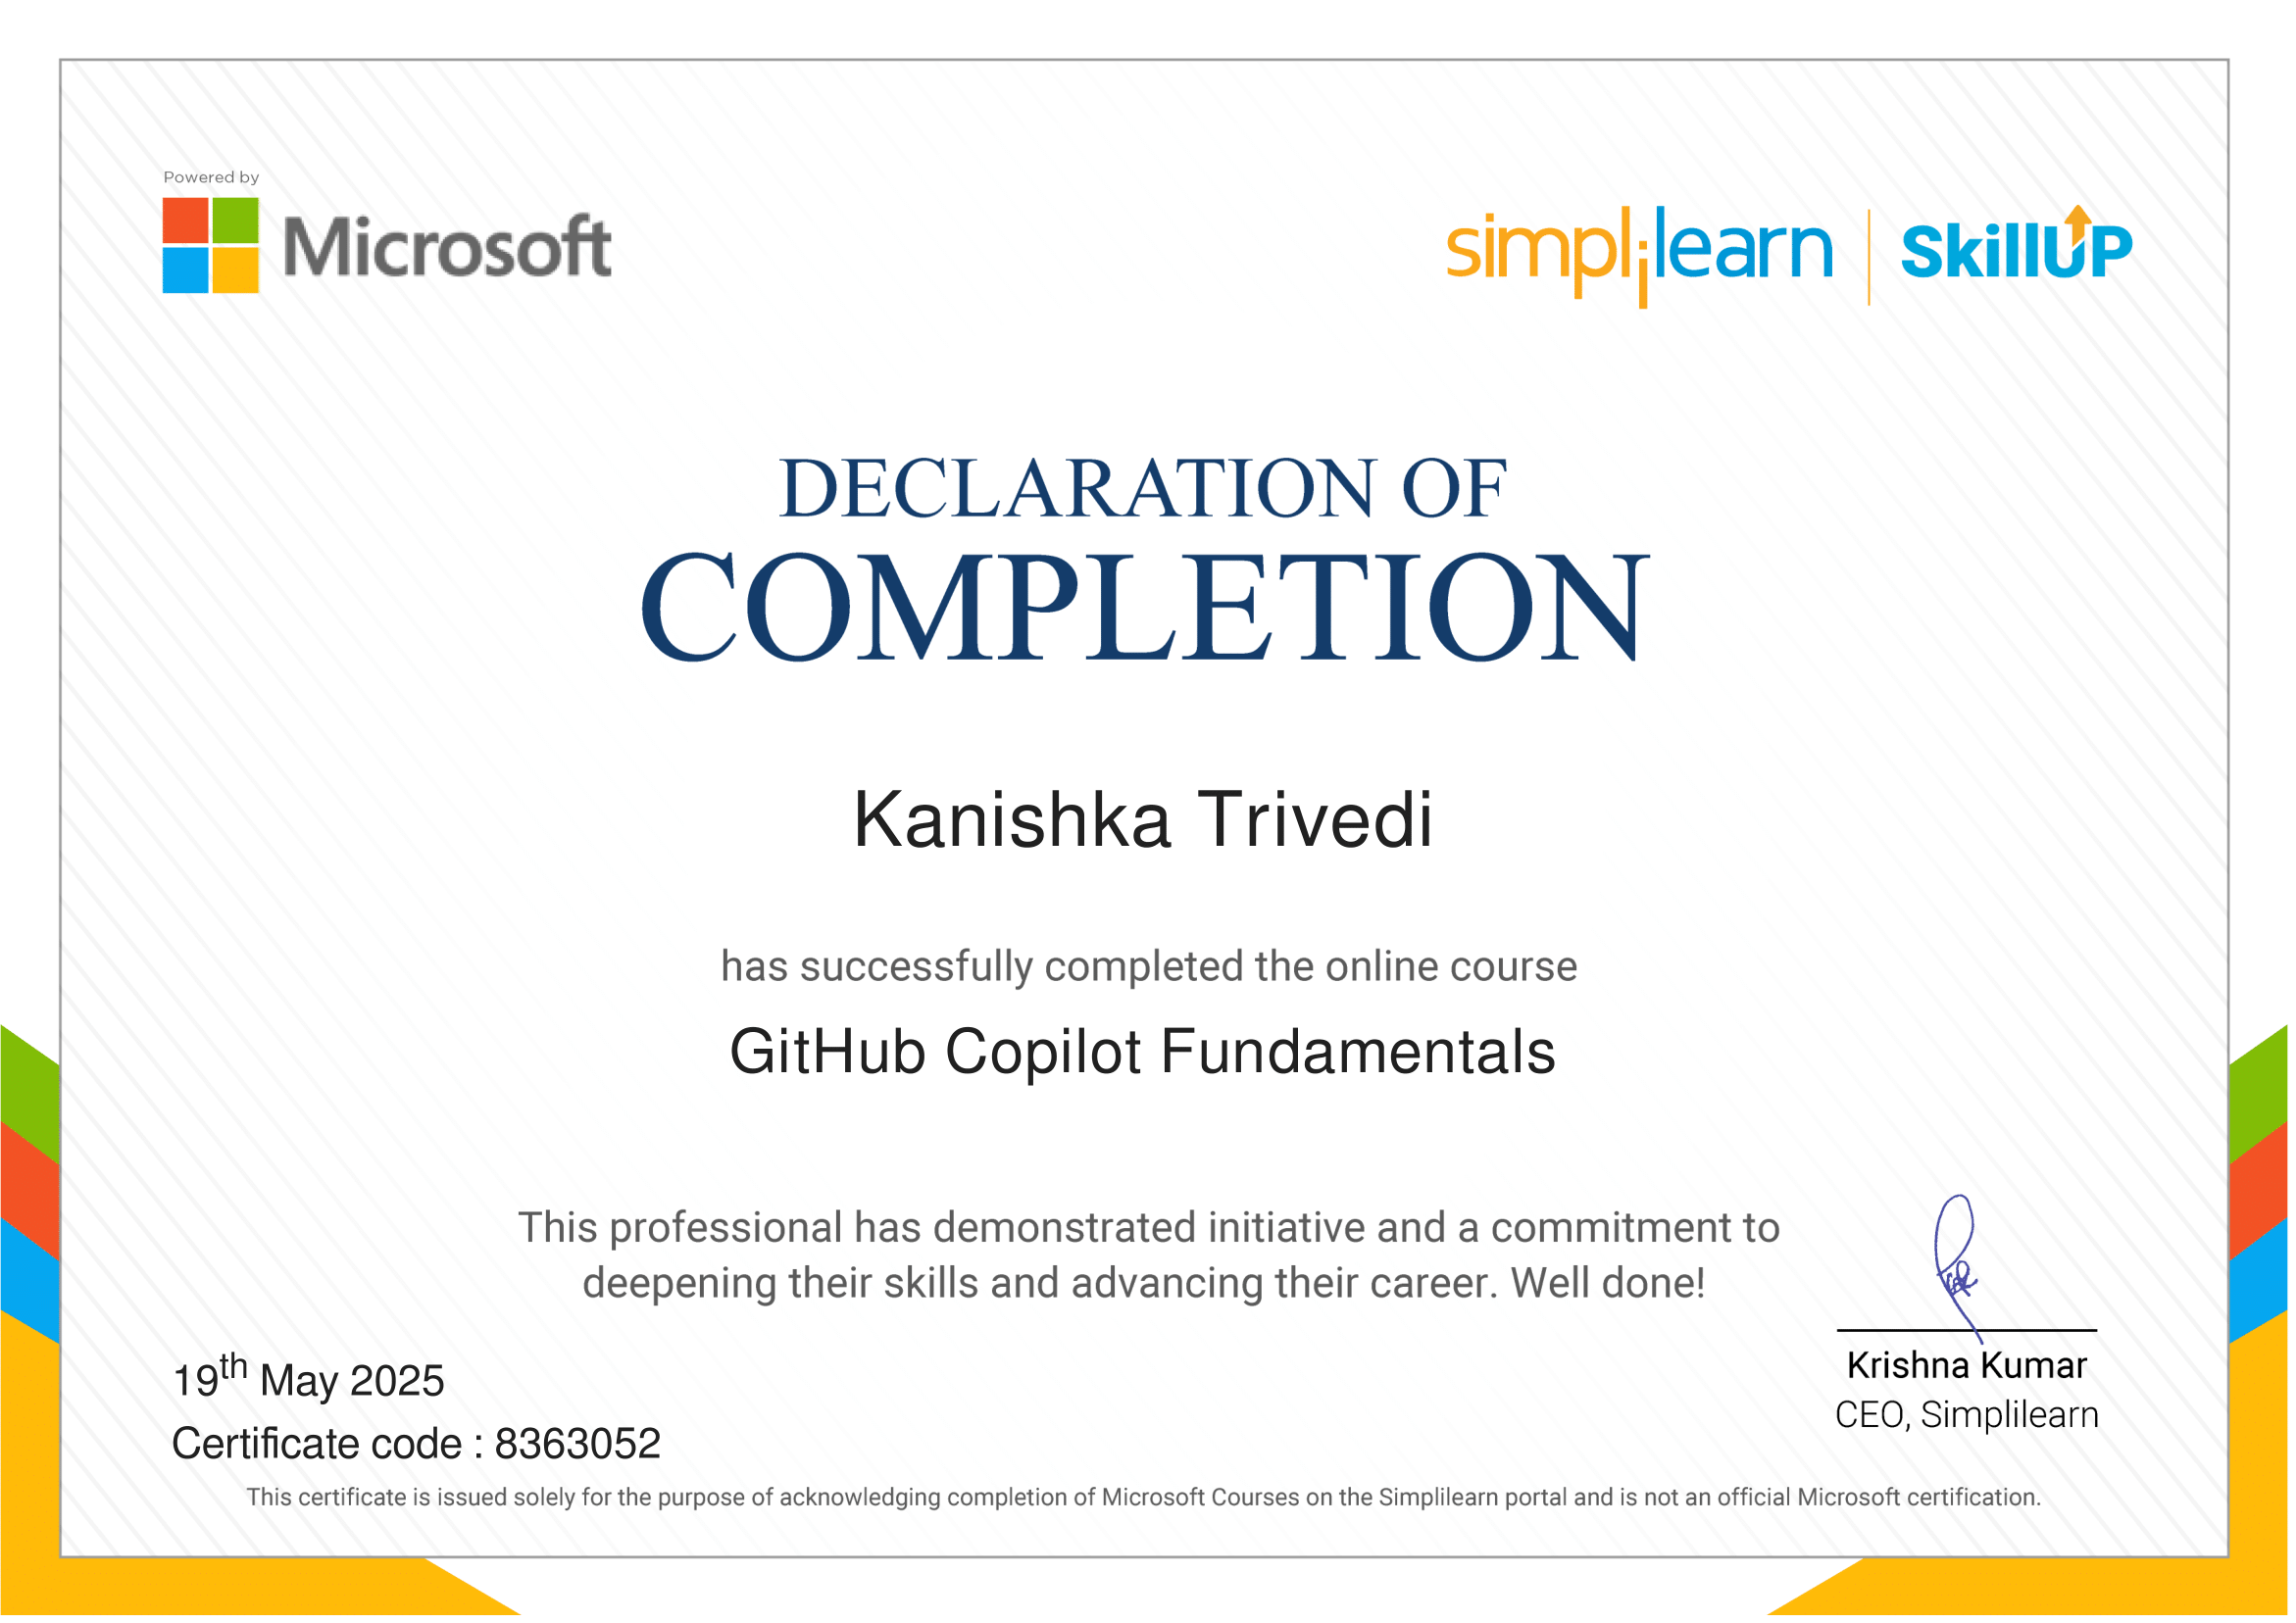 Powered by
Microsoft
simplilearn | SkillUP
DECLARATION OF
COMPLETION
Kanishka Trivedi
has successfully completed the online course
GitHub Copilot Fundamentals
This professional has demonstrated initiative and a commitment to
deepening their skills and advancing their career. Well done!
19th May 2025
Certificate code : 8363052
Krishna Kumar
CEO, Simplilearn
This certificate is issued solely for the purpose of acknowledging completion of Microsoft Courses on the Simplilearn portal and is not an official Microsoft certification.